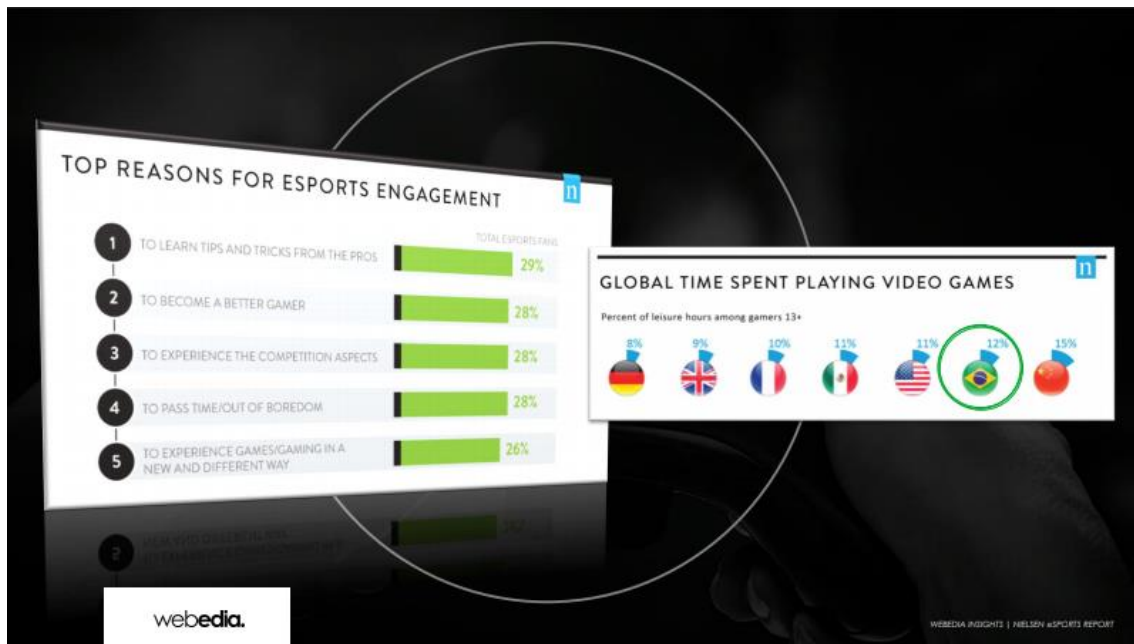 TOP REASONS FOR ESPORTS ENGAGEMENT
n
TOTAL ESPORTS FANS
1
TO LEARN TIPS AND TRICKS FROM THE PROS
29%
2
TO BECOME A BETTER GAMER
28%
3
TO EXPERIENCE THE COMPETITION ASPECTS
28%
4
TO PASS TIME/OUT OF BOREDOM
28%
5
TO EXPERIENCE GAMES/GAMING IN A
NEW AND DIFFERENT WAY
26%
n
GLOBAL TIME SPENT PLAYING VIDEO GAMES
Percent of leisure hours among gamers 13+
8% 9% 10% 11% 11% 12% 15%
webedia.
WEBEDIA INSIGHTS | NIELSEN eSPORTS REPORT